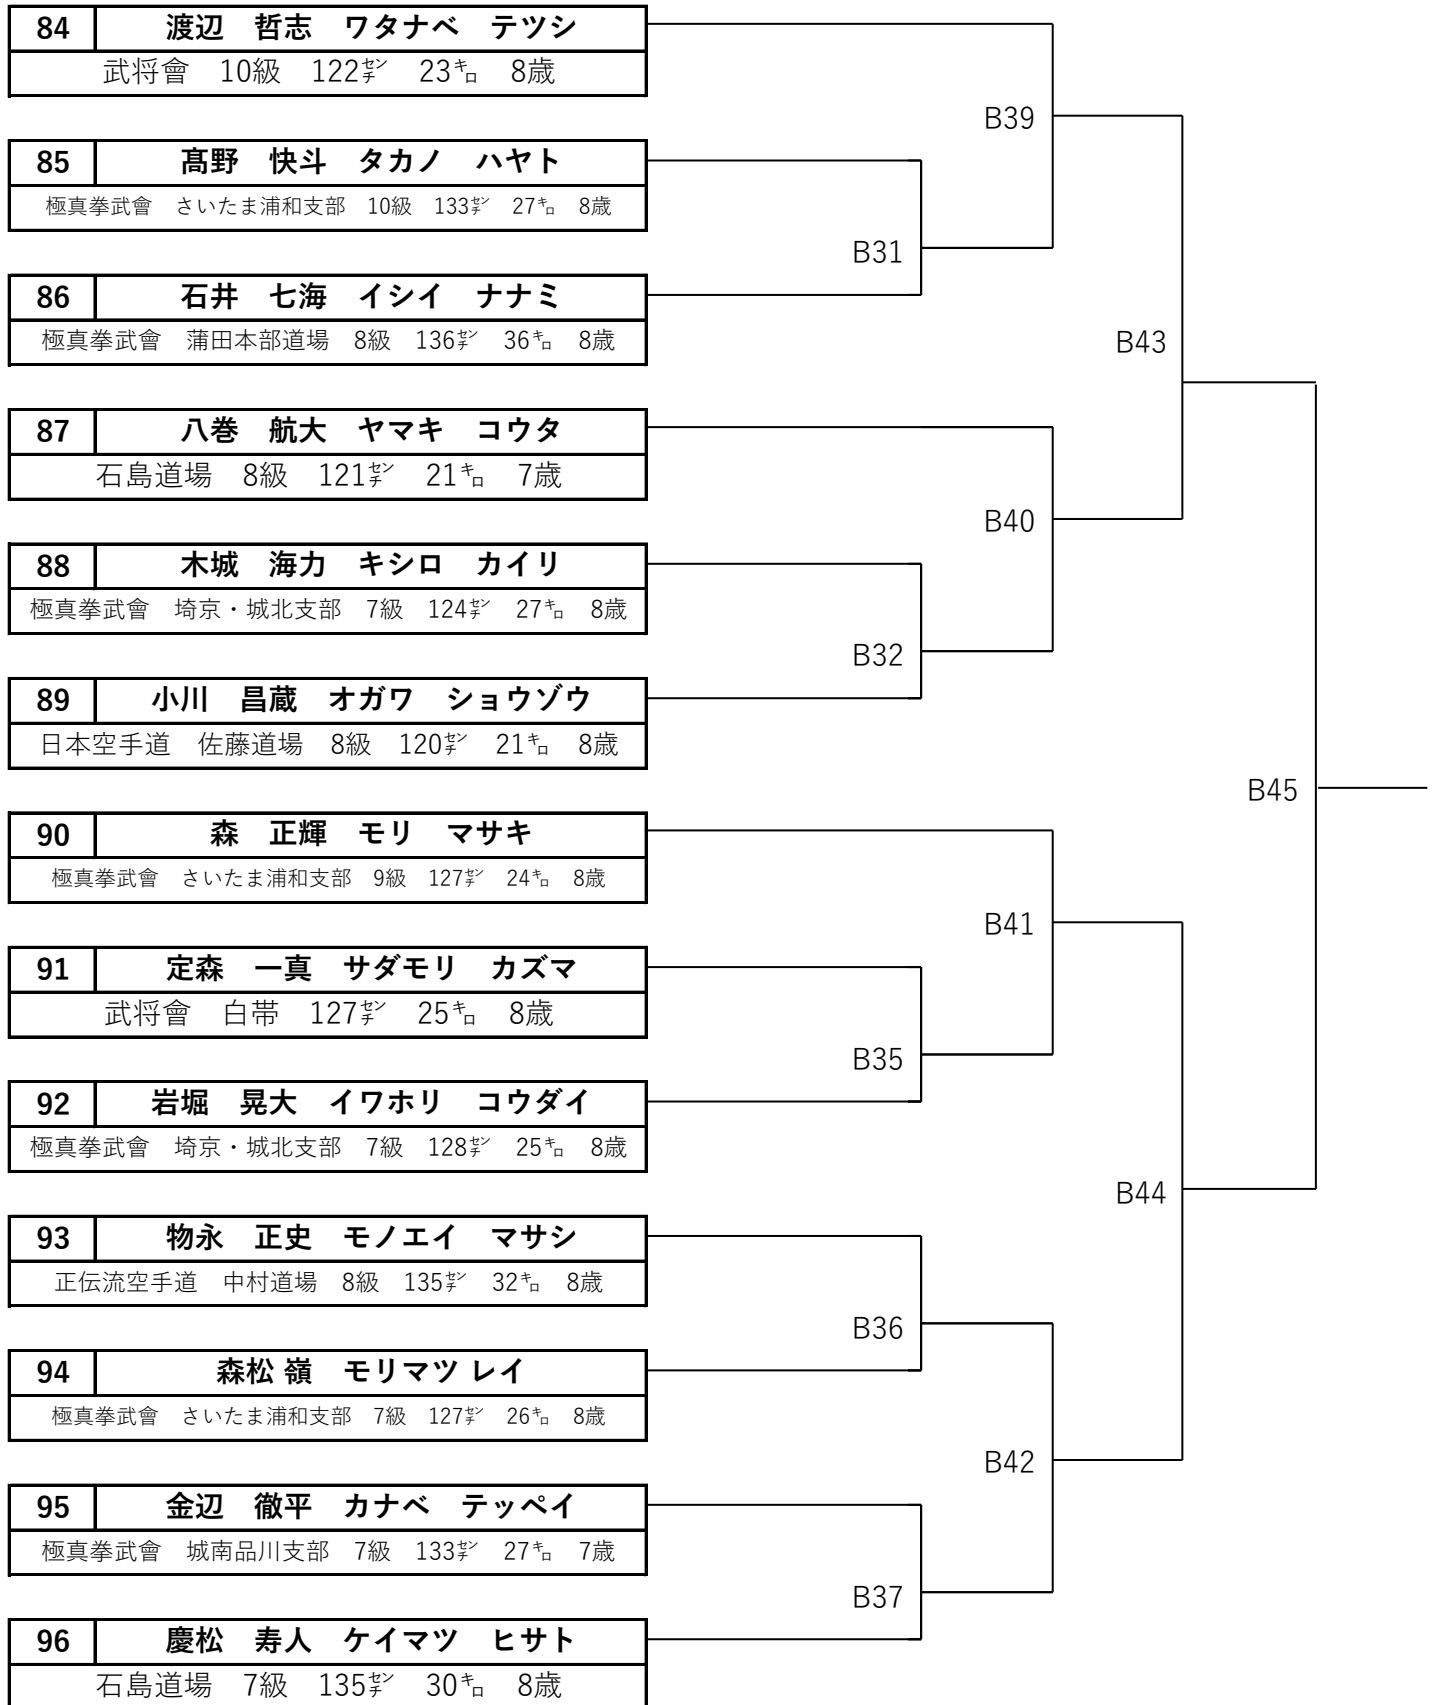 84 渡辺 哲志 ワタナベ テツシ
武将會 10級 122㌢ 23㌔ 8歳
B39
85 髙野 快斗 タカノ ハヤト
極真拳武會 さいたま浦和支部 10級 133㌢ 27㌔ 8歳
B31
86 石井 七海 イシイ ナナミ
極真拳武會 蒲田本部道場 8級 136㌢ 36㌔ 8歳
B43
87 八巻 航大 ヤマキ コウタ
石島道場 8級 121㌢ 21㌔ 7歳
B40
88 木城 海力 キシロ カイリ
極真拳武會 埼京・城北支部 7級 124㌢ 27㌔ 8歳
B32
89 小川 昌蔵 オガワ ショウゾウ
日本空手道 佐藤道場 8級 120㌢ 21㌔ 8歳
B45
90 森 正輝 モリ マサキ
極真拳武會 さいたま浦和支部 9級 127㌢ 24㌔ 8歳
B41
91 定森 一真 サダモリ カズマ
武将會 白帯 127㌢ 25㌔ 8歳
B35
92 岩堀 晃大 イワホリ コウダイ
極真拳武會 埼京・城北支部 7級 128㌢ 25㌔ 8歳
B44
93 物永 正史 モノエイ マサシ
正伝流空手道 中村道場 8級 135㌢ 32㌔ 8歳
B36
94 森松 嶺 モリマツ レイ
極真拳武會 さいたま浦和支部 7級 127㌢ 26㌔ 8歳
B42
95 金辺 徹平 カナベ テッペイ
極真拳武會 城南品川支部 7級 133㌢ 27㌔ 7歳
B37
96 慶松 寿人 ケイマツ ヒサト
石島道場 7級 135㌢ 30㌔ 8歳